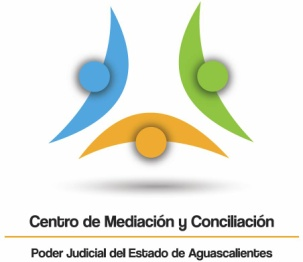 Centro de Mediación y Conciliación
Poder Judicial del Estado de Aguascalientes